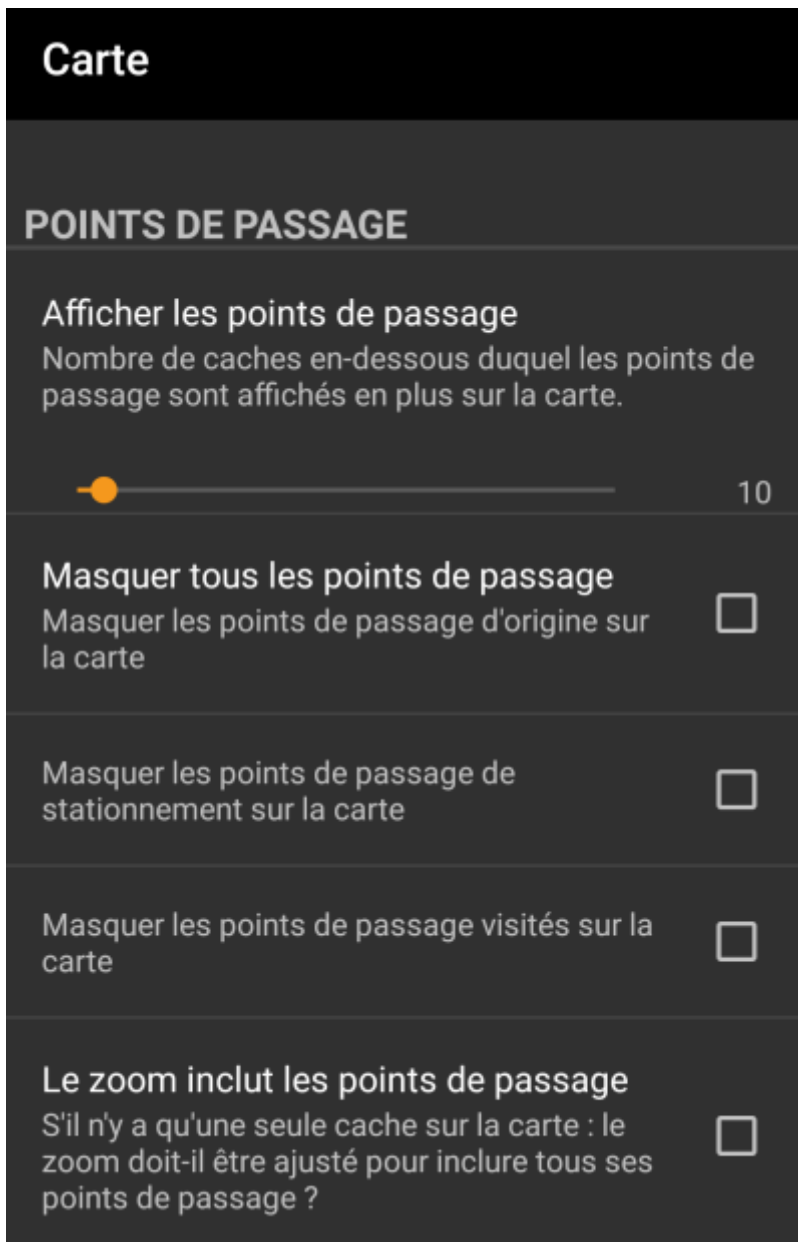 Carte
POINTS DE PASSAGE
Afficher les points de passage
Nombre de caches en-dessous duquel les points de
passage sont affichés en plus sur la carte.
10
Masquer tous les points de passage
Masquer les points de passage d'origine sur
la carte
Masquer les points de passage de
stationnement sur la carte
Masquer les points de passage visités sur la
carte
Le zoom inclut les points de passage
S'il n'y a qu'une seule cache sur la carte : le
zoom doit-il être ajusté pour inclure tous ses
points de passage ?